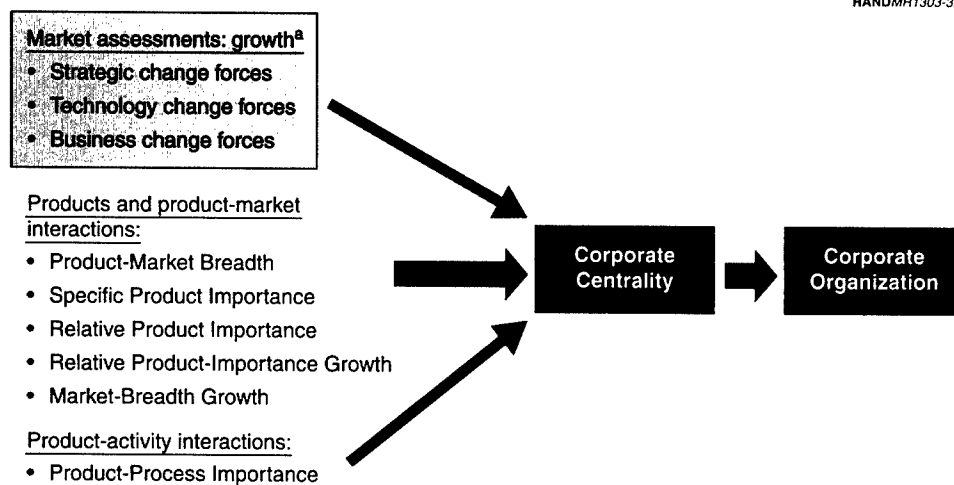 HANDMH1303-3
Market assessments: growthª
• Strategic change forces
• Technology change forces
• Business change forces
Products and product-market
interactions:
• Product-Market Breadth
• Specific Product Importance
• Relative Product Importance
• Relative Product-Importance Growth
• Market-Breadth Growth
Product-activity interactions:
• Product-Process Importance
Corporate
Centrality
Corporate
Organization